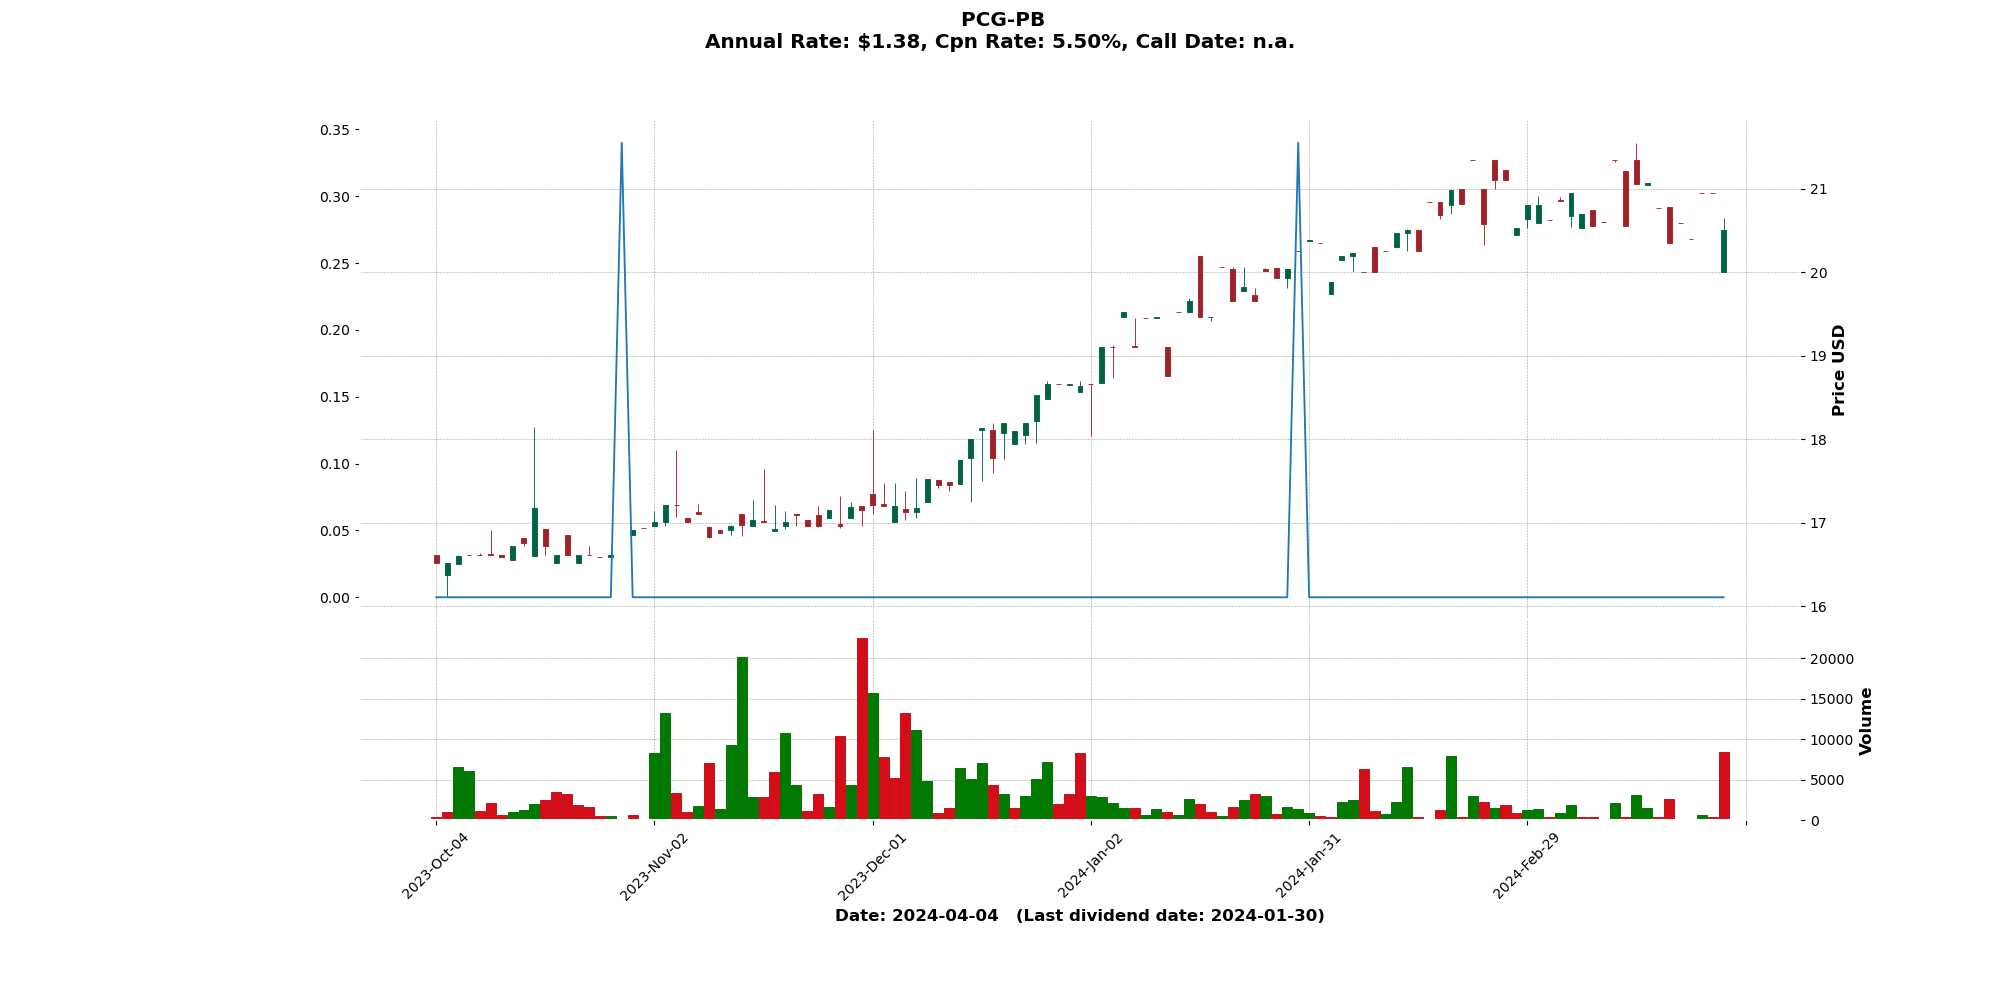 PCG-PB
Annual Rate: $1.38, Cpn Rate: 5.50%, Call Date: n.a.
0.35
0.30
0.25
0.20
0.15
0.10
0.05
0.00
21
20
19
18
17
16
Price USD
20000
15000
10000
5000
0
Volume
2023-Oct-04
2023-Nov-02
2023-Dec-01
2024-Jan-02
2024-Jan-31
2024-Feb-29
Date: 2024-04-04   (Last dividend date: 2024-01-30)